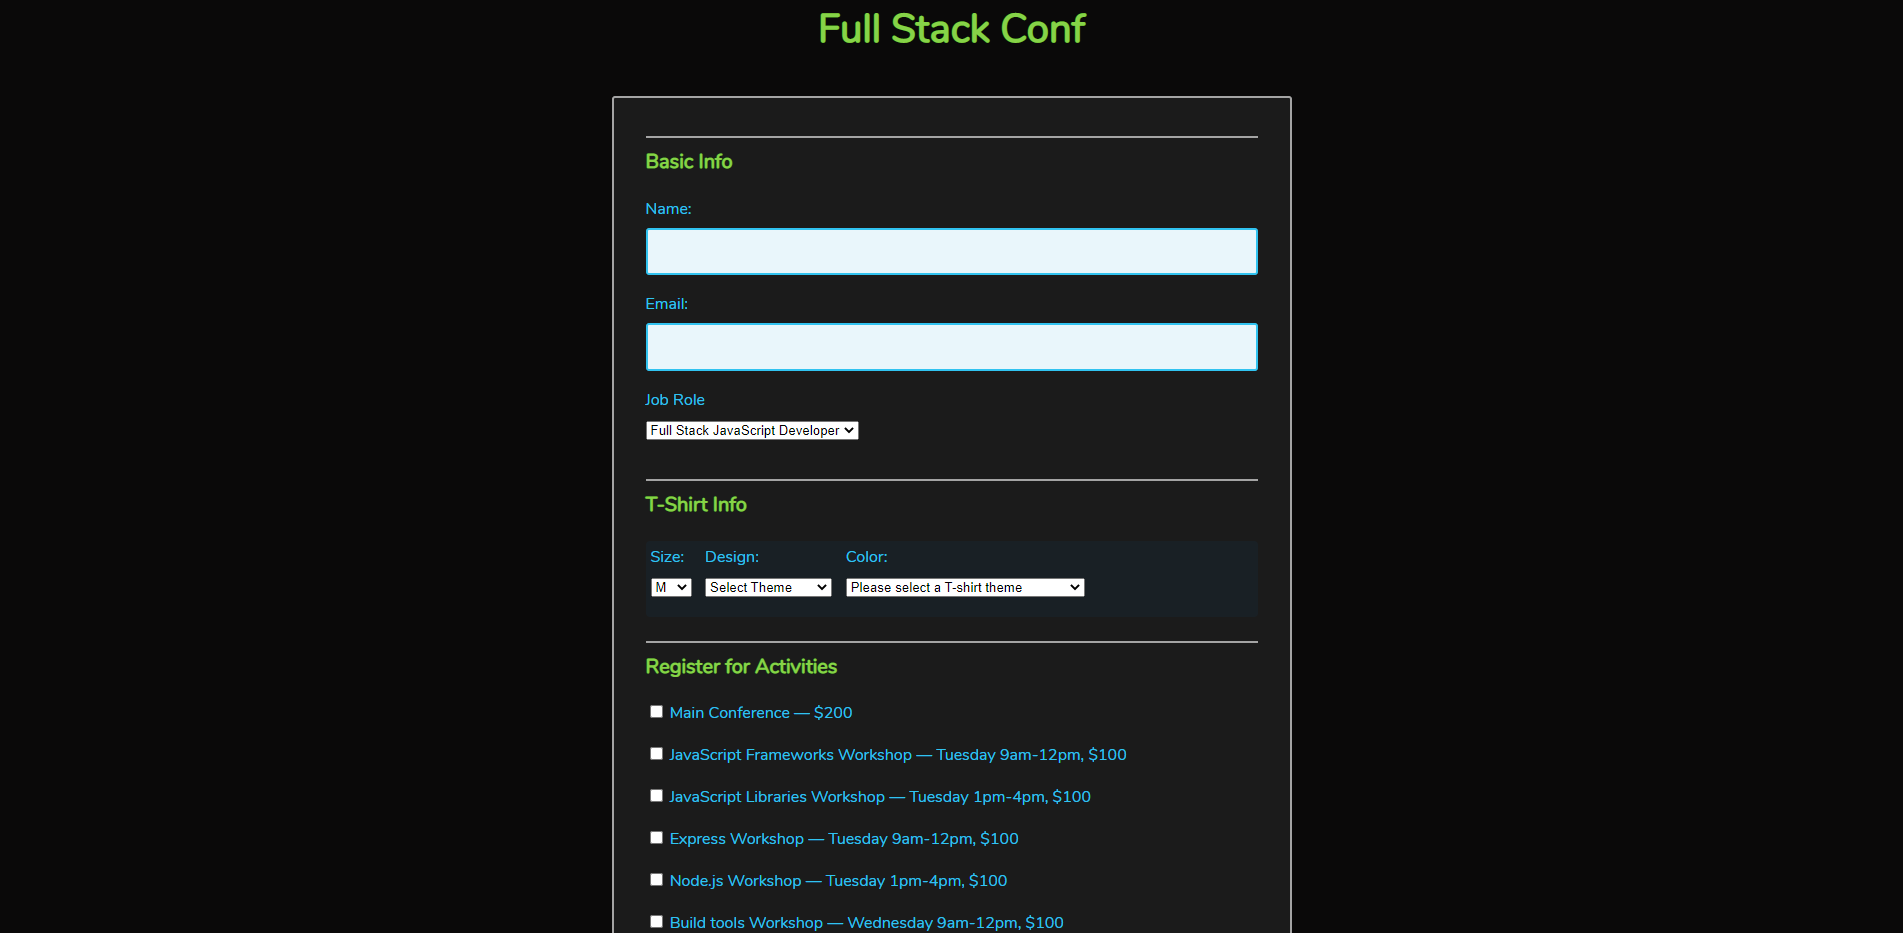 Full Stack Conf
Basic Info
Name:
Email:
Job Role
Full Stack JavaScript Developer
T-Shirt Info
Size: Design: Color:
M Select Theme Please select a T-shirt theme
Register for Activities
Main Conference — $200
JavaScript Frameworks Workshop — Tuesday 9am-12pm, $100
JavaScript Libraries Workshop — Tuesday 1pm-4pm, $100
Express Workshop — Tuesday 9am-12pm, $100
Node.js Workshop — Tuesday 1pm-4pm, $100
Build tools Workshop — Wednesday 9am-12pm, $100